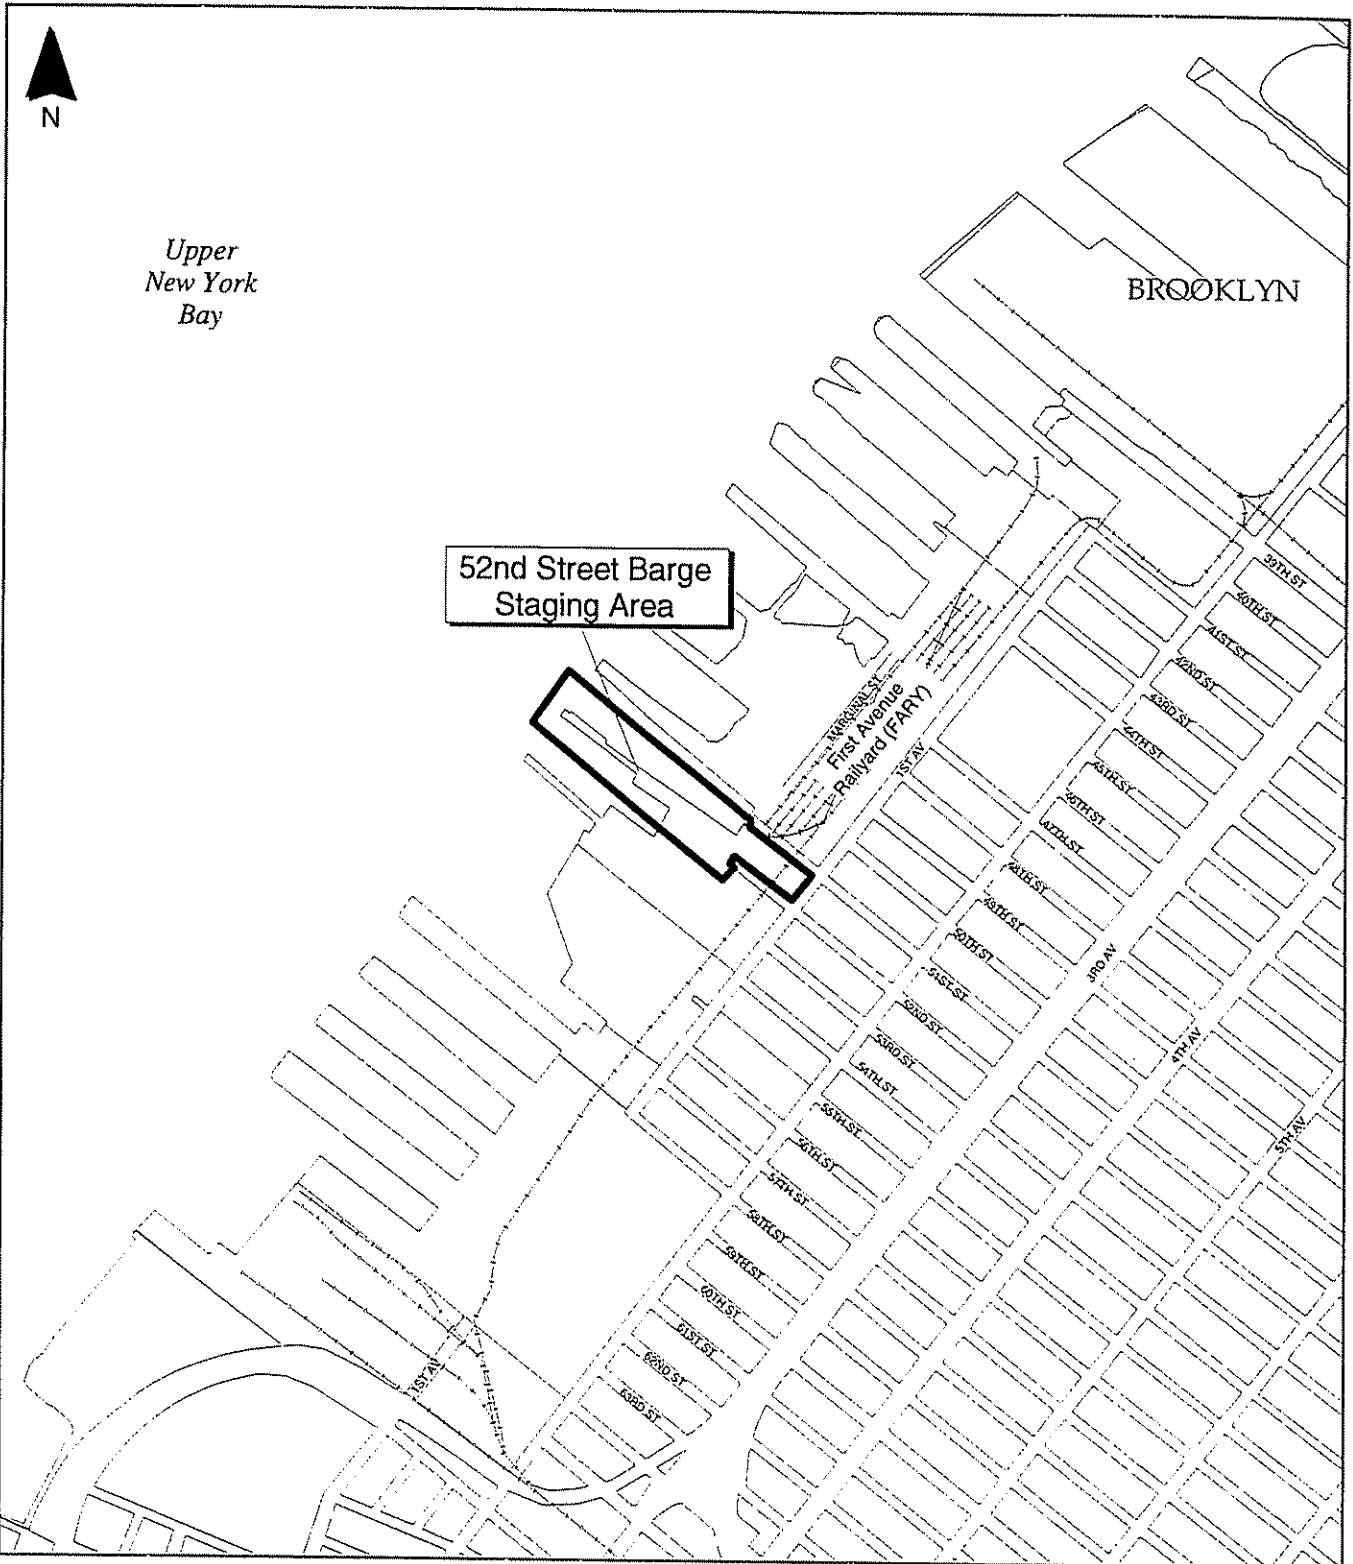 N
Upper
New York
Bay
BROOKLYN
52nd Street Barge
Staging Area
MARGINAL ST
First Avenue
Railyard (FARY)
1ST AV
39TH ST
40TH ST
41ST ST
42ND ST
43RD ST
44TH ST
45TH ST
46TH ST
47TH ST
48TH ST
49TH ST
50TH ST
51ST ST
52ND ST
53RD ST
54TH ST
55TH ST
56TH ST
57TH ST
58TH ST
59TH ST
60TH ST
61ST ST
62ND ST
63RD ST
3RD AV
4TH AV
5TH AV
1ST AV